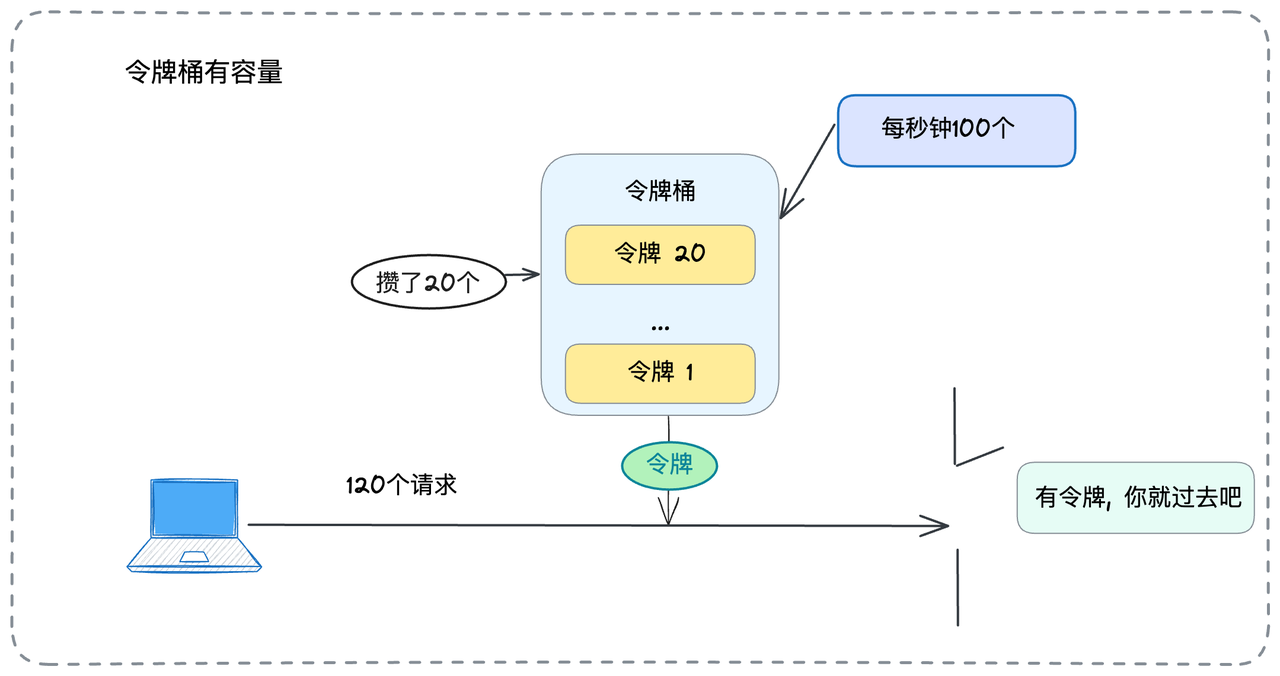 令牌桶有容量
每秒钟100个
令牌桶
令牌 20
攒了20个
...
令牌 1
令牌
120个请求
有令牌，你就过去吧